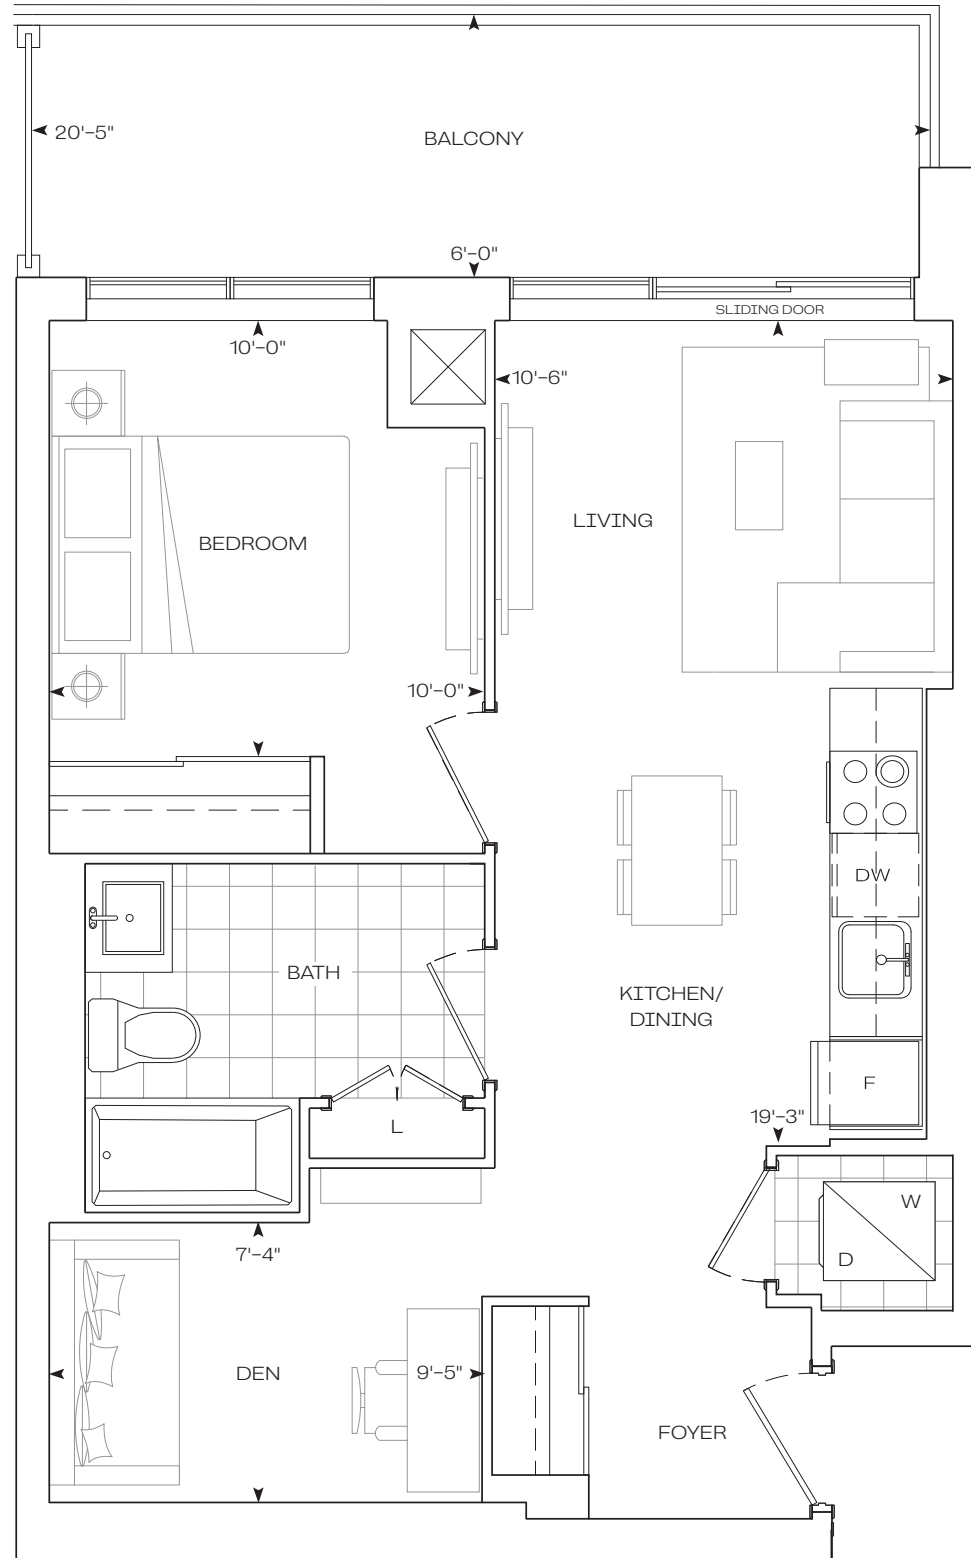 20'-5"
BALCONY
6'-0"
SLIDING DOOR
10'-0"
10'-6"
LIVING
BEDROOM
10'-0"
DW
BATH
KITCHEN/
DINING
F
19'-3"
L
W
7'-4"
D
DEN
9'-5"
FOYER